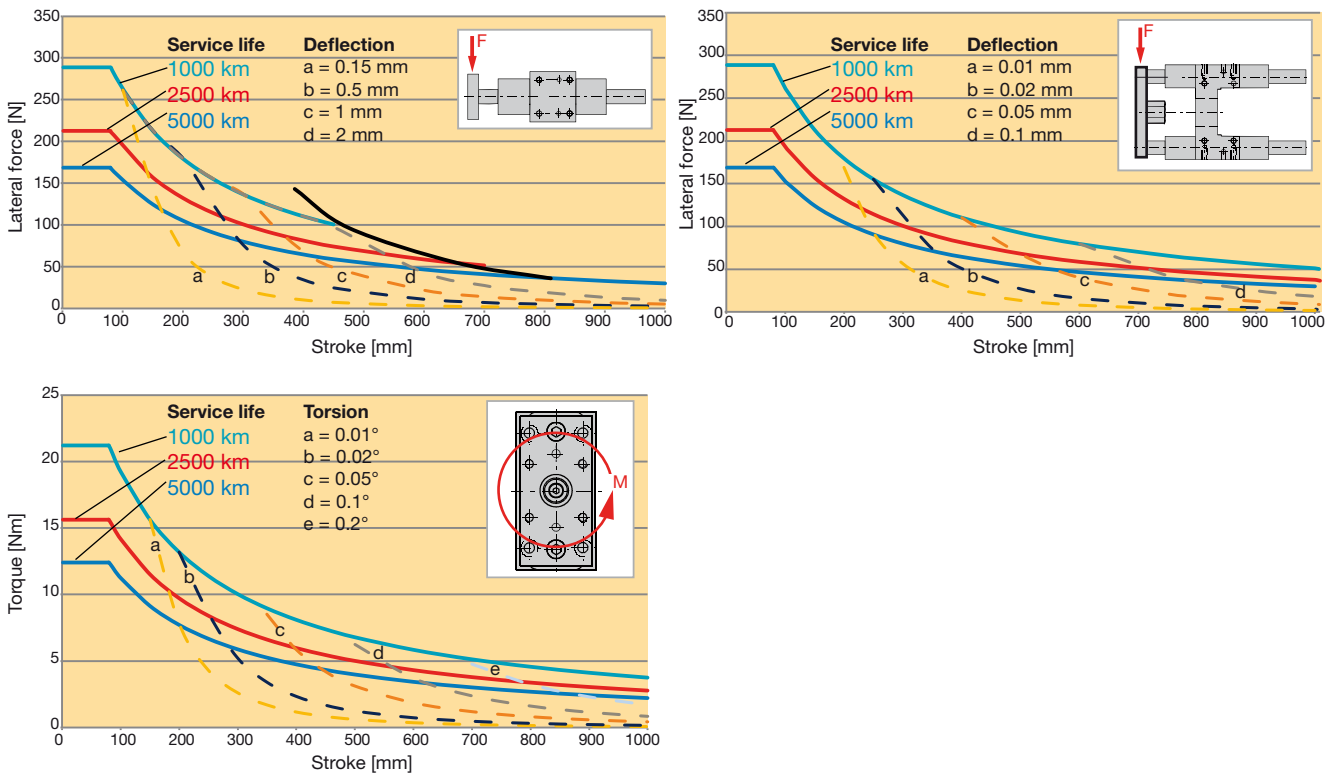 350
300
250
200
150
100
50
0
Lateral force [N]
Service life
1000 km
2500 km
5000 km
Deflection
a = 0.15 mm
b = 0.5 mm
c = 1 mm
d = 2 mm
F
a
b
c
d
0 100 200 300 400 500 600 700 800 900 1000
Stroke [mm]
350
300
250
200
150
100
50
0
Lateral force [N]
Service life
1000 km
2500 km
5000 km
Deflection
a = 0.01 mm
b = 0.02 mm
c = 0.05 mm
d = 0.1 mm
F
a
b
c
d
0 100 200 300 400 500 600 700 800 900 1000
Stroke [mm]
25
20
15
10
5
0
Torque [Nm]
Service life
1000 km
2500 km
5000 km
Torsion
a = 0.01°
b = 0.02°
c = 0.05°
d = 0.1°
e = 0.2°
M
a
b
c
d
e
0 100 200 300 400 500 600 700 800 900 1000
Stroke [mm]